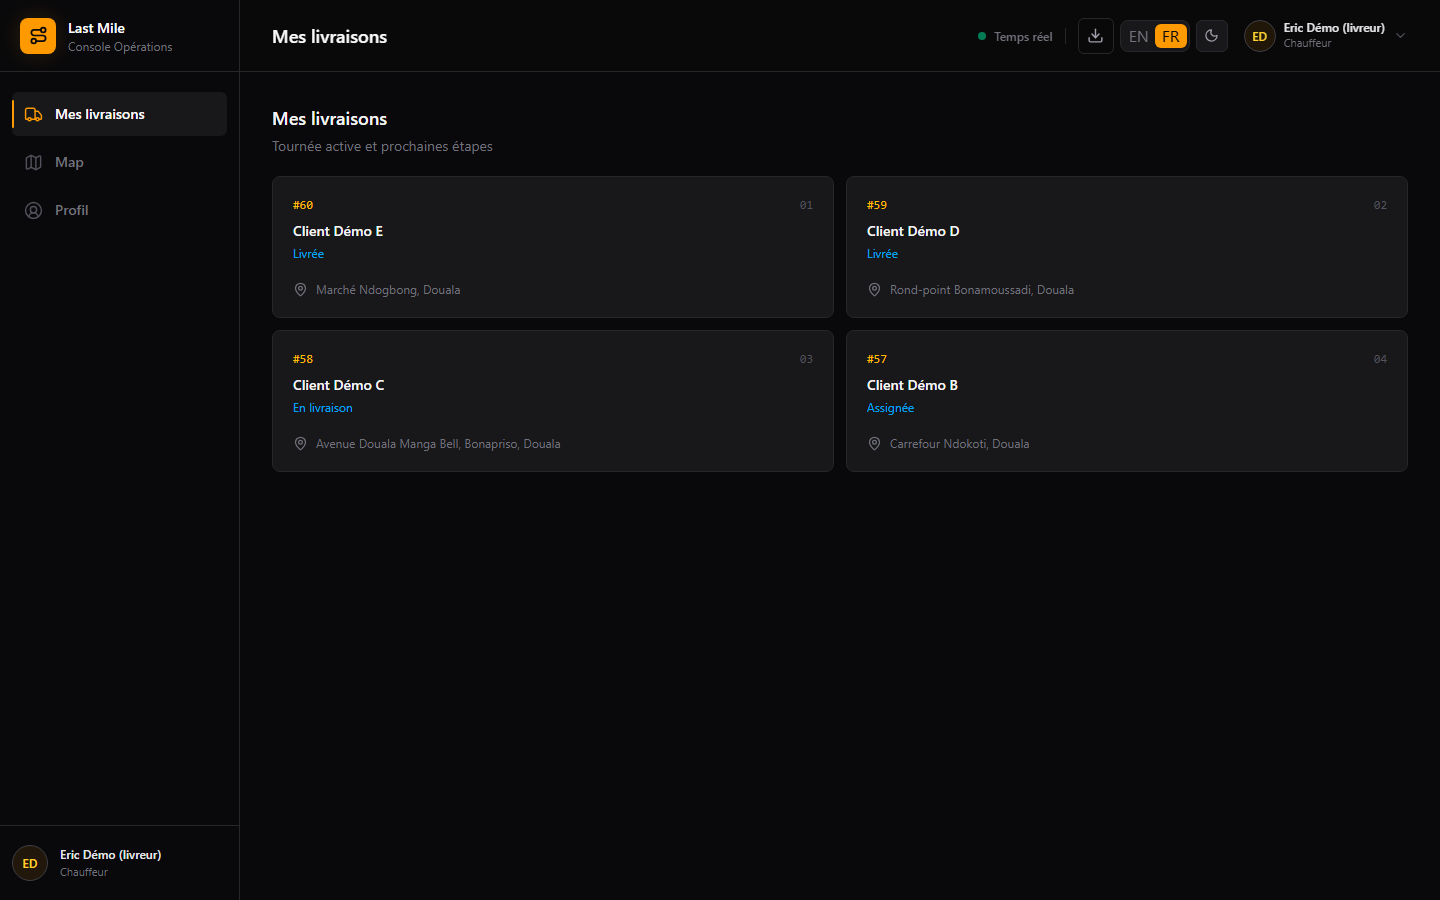 Last Mile
Console Opérations
Mes livraisons
Map
Profil
ED
Eric Démo (livreur)
Chauffeur
Mes livraisons
Temps réel
EN
FR
ED
Eric Démo (livreur)
Chauffeur
Mes livraisons
Tournée active et prochaines étapes
#60
01
Client Démo E
Livrée
Marché Ndogbong, Douala
#59
02
Client Démo D
Livrée
Rond-point Bonamoussadi, Douala
#58
03
Client Démo C
En livraison
Avenue Douala Manga Bell, Bonapriso, Douala
#57
04
Client Démo B
Assignée
Carrefour Ndokoti, Douala